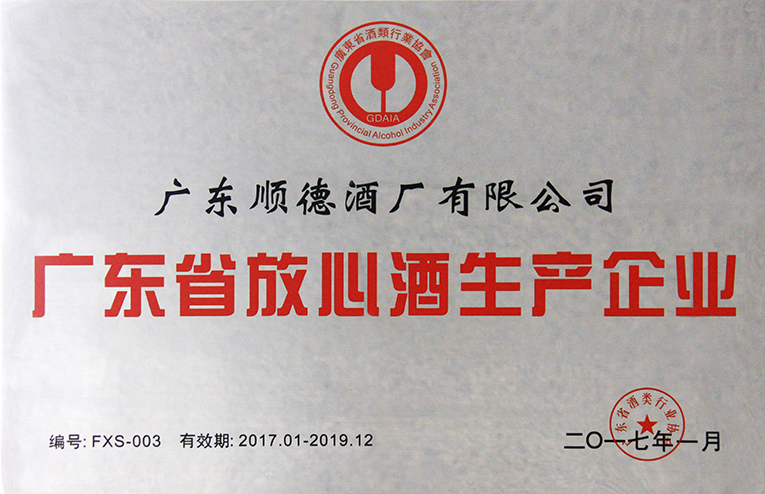 廣東省酒類行業協會
Guangdong Provincial Alcohol Industry Association
GDAIA
广东顺德酒厂有限公司
广东省放心酒生产企业
广东省酒类行业协
编号: FXS-003 有效期: 2017.01-2019.12
二〇一七年一月